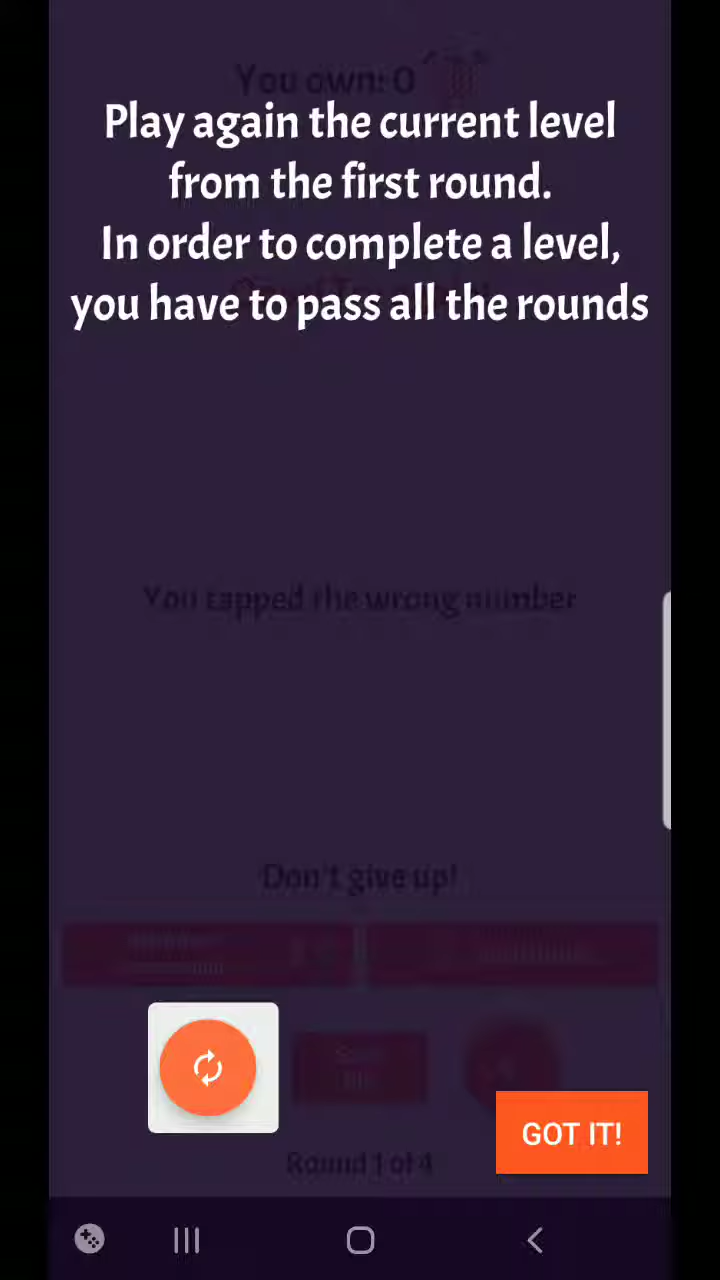 You own: 0
Play again the current level
from the first round.
In order to complete a level,
you have to pass all the rounds
You tapped the wrong number
Don't give up!
GOT IT!
Round 1 of 4